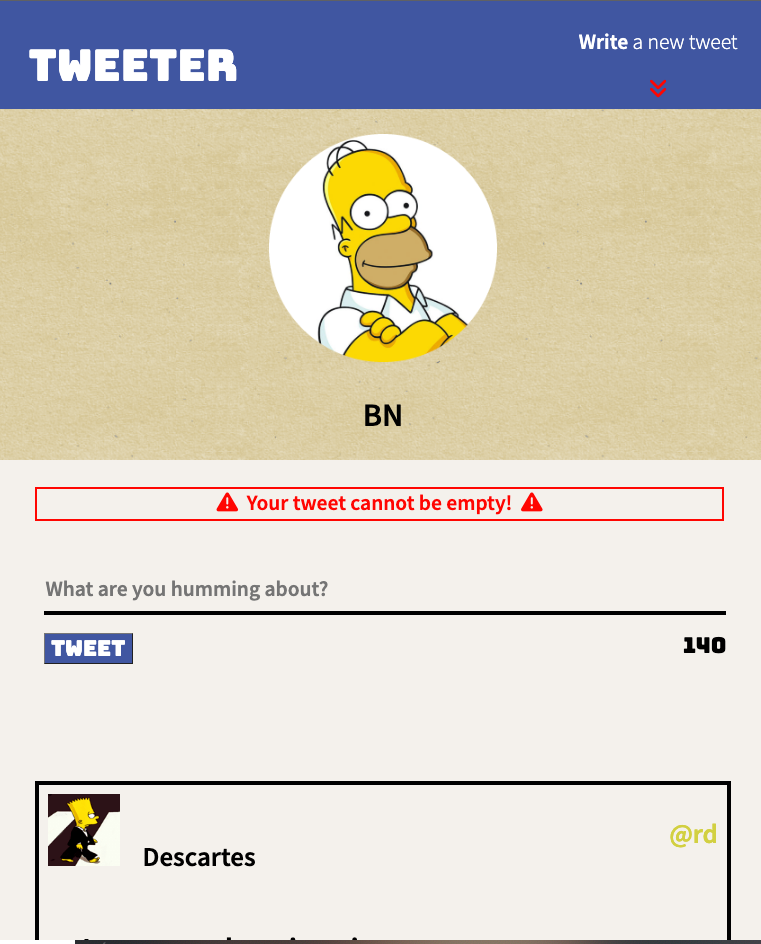 Write a new tweet
TWEETER
BN
Your tweet cannot be empty!
What are you humming about?
TWEET
140
@rd
Descartes